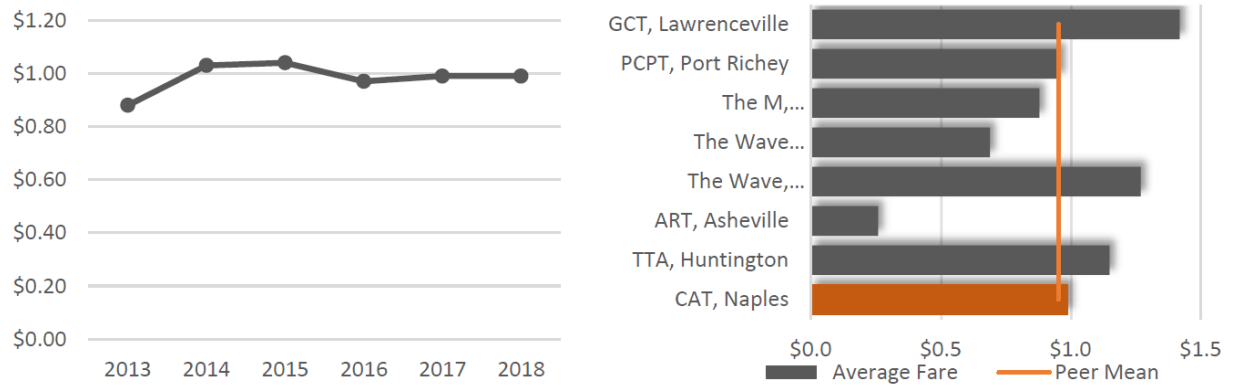 $1.20
$1.00
$0.80
$0.60
$0.40
$0.20
$0.00
2013 2014 2015 2016 2017 2018
GCT, Lawrenceville
PCPT, Port Richey
The M,...
The Wave...
The Wave,...
ART, Asheville
TTA, Huntington
CAT, Naples
$0.0 $0.5 $1.0 $1.5
Average Fare Peer Mean